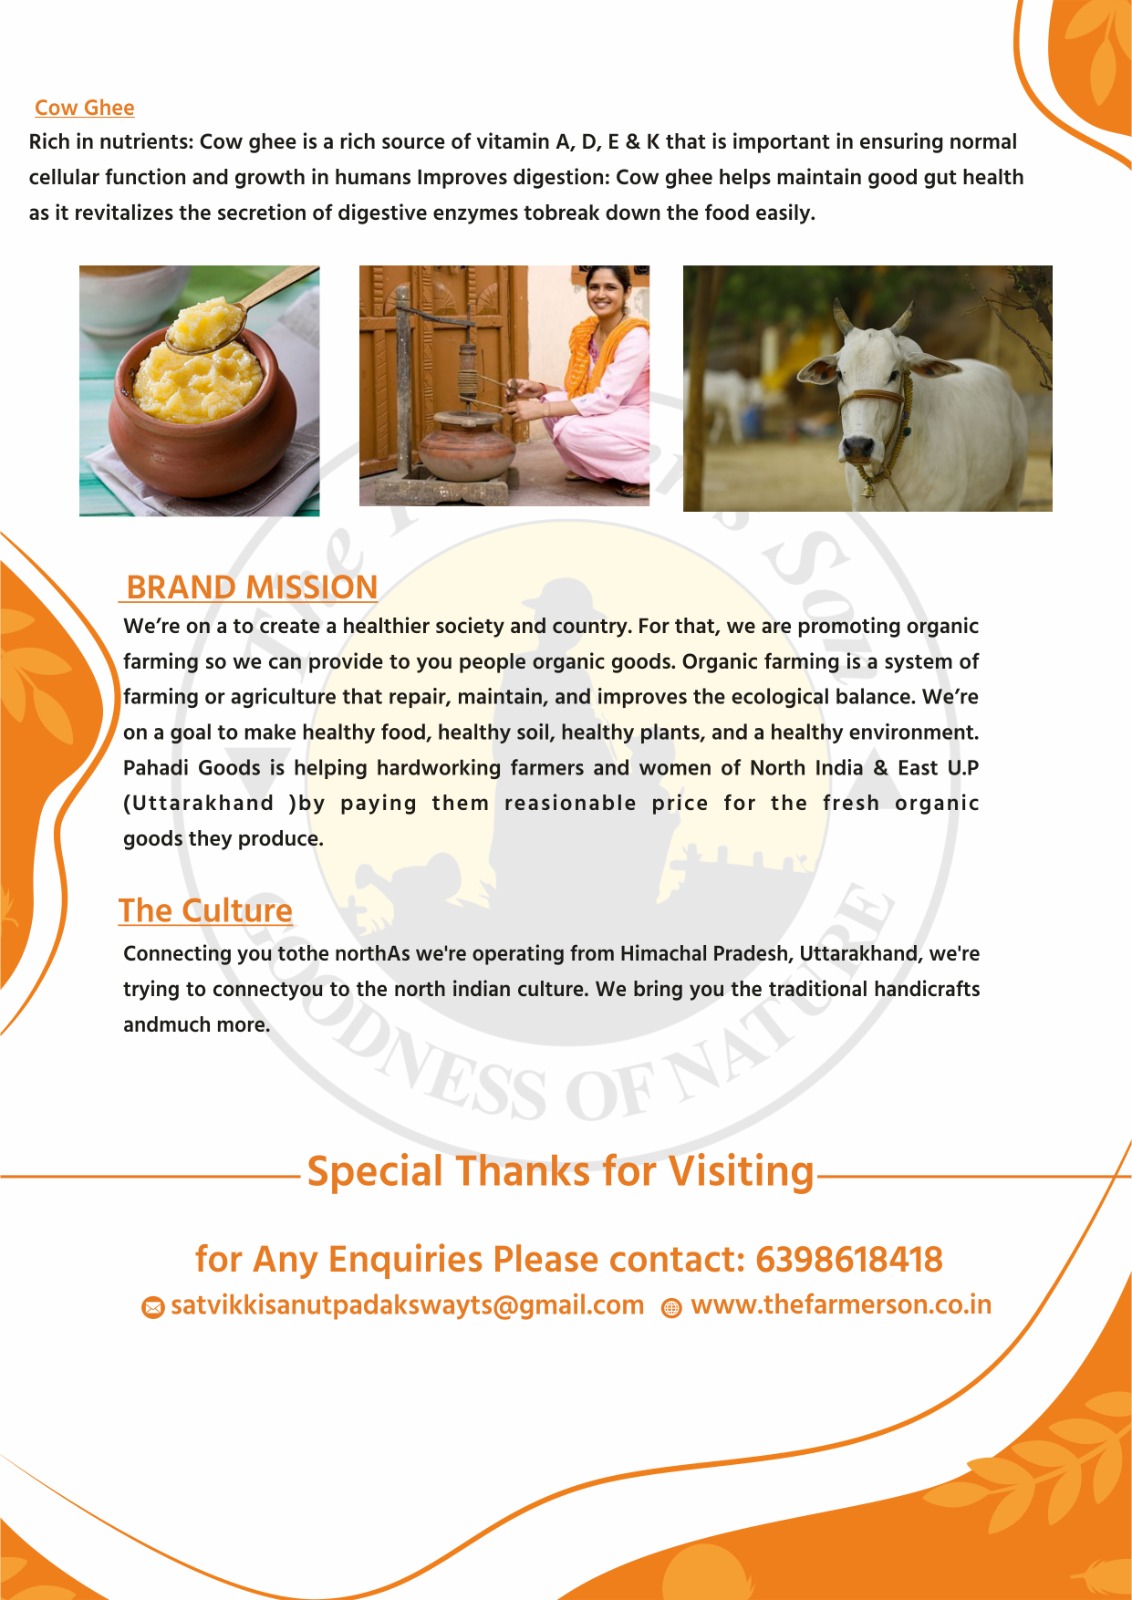 Cow Ghee
Rich in nutrients: Cow ghee is a rich source of vitamin A, D, E & K that is important in ensuring normal
cellular function and growth in humans Improves digestion: Cow ghee helps maintain good gut health
as it revitalizes the secretion of digestive enzymes tobreak down the food easily.
BRAND MISSION
We’re on a to create a healthier society and country. For that, we are promoting organic
farming so we can provide to you people organic goods. Organic farming is a system of
farming or agriculture that repair, maintain, and improves the ecological balance. We’re
on a goal to make healthy food, healthy soil, healthy plants, and a healthy environment.
Pahadi Goods is helping hardworking farmers and women of North India & East U.P
(Uttarakhand )by paying them reasionable price for the fresh organic
goods they produce.
The Culture
Connecting you tothe northAs we're operating from Himachal Pradesh, Uttarakhand, we're
trying to connectyou to the north indian culture. We bring you the traditional handicrafts
andmuch more.
GOODNESS OF NATURE
Special Thanks for Visiting
for Any Enquiries Please contact: 6398618418
satvikkisanutpadakswayts@gmail.com www.thefarmerson.co.in